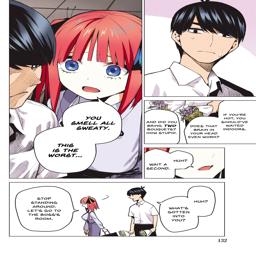 YOU
SMELL ALL
SWEATY.
THIS
IS THE
WORST...
IF YOU'RE
HOT, YOU
SHOULD'VE
WAITED
INDOORS.
DOES THAT
BRAIN IN
YOUR HEAD
EVEN WORK?
AND DID YOU
BRING TWO
BOUQUETS?
HOW STUPID.
HUH?
WAIT A
SECOND.
STOP
STANDING
AROUND.
LET'S GO TO
THE BOSS'S
ROOM.
HUH?
WHAT'S
GOTTEN
INTO
YOU?
132